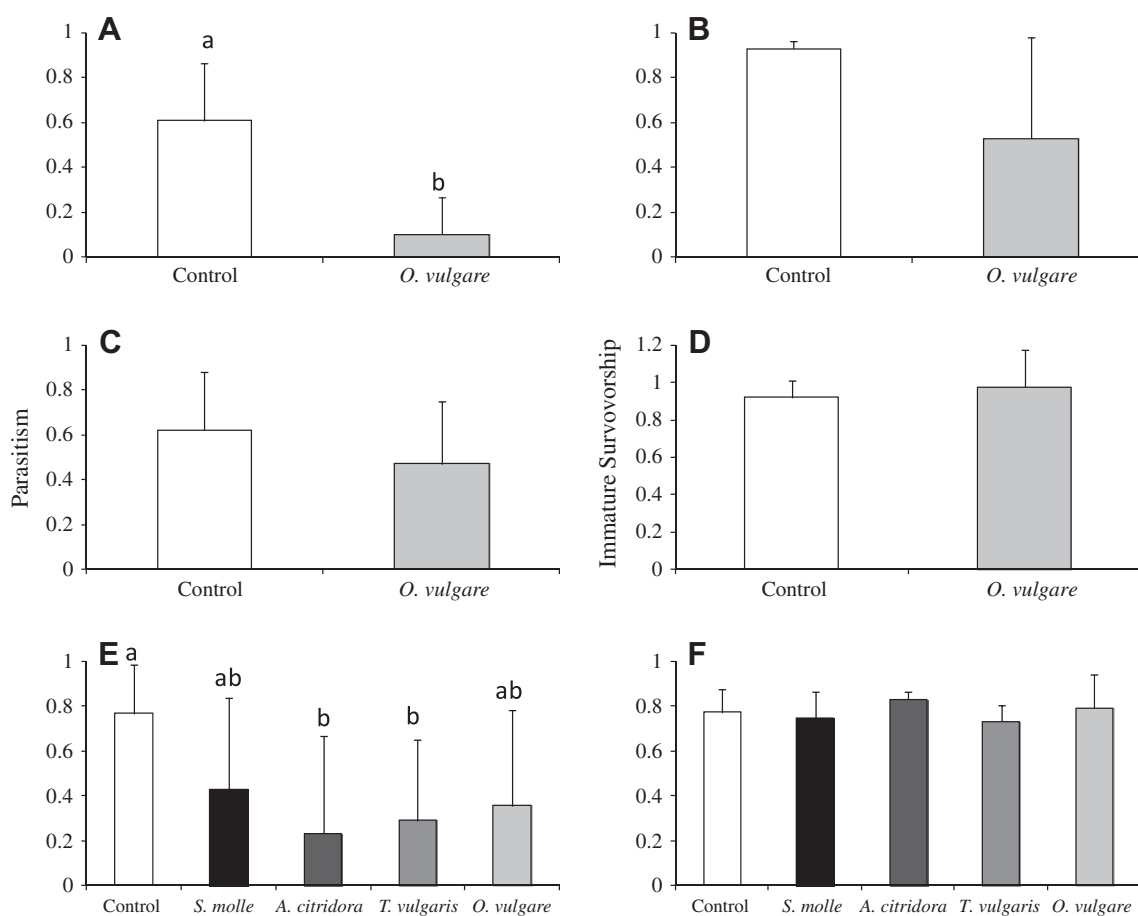 A
1
0.8
0.6
0.4
0.2
0
a
b
Control O. vulgare
B
1
0.8
0.6
0.4
0.2
0
Control O. vulgare
C
1
0.8
0.6
0.4
0.2
0
Parasitism
Control O. vulgare
D
1.2
1
0.8
0.6
0.4
0.2
0
Immature Survovorship
Control O. vulgare
E
1
0.8
0.6
0.4
0.2
0
a
ab
b
b
ab
Control S. molle A. citridora T. vulgaris O. vulgare
F
1
0.8
0.6
0.4
0.2
0
Control S. molle A. citridora T. vulgaris O. vulgare